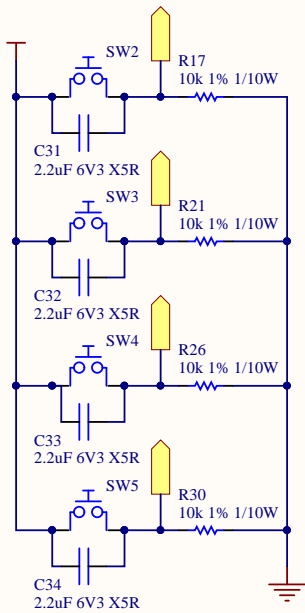 SW2
R17
10k 1% 1/10W
C31
2.2uF 6V3 X5R
SW3
R21
10k 1% 1/10W
C32
2.2uF 6V3 X5R
SW4
R26
10k 1% 1/10W
C33
2.2uF 6V3 X5R
SW5
R30
10k 1% 1/10W
C34
2.2uF 6V3 X5R